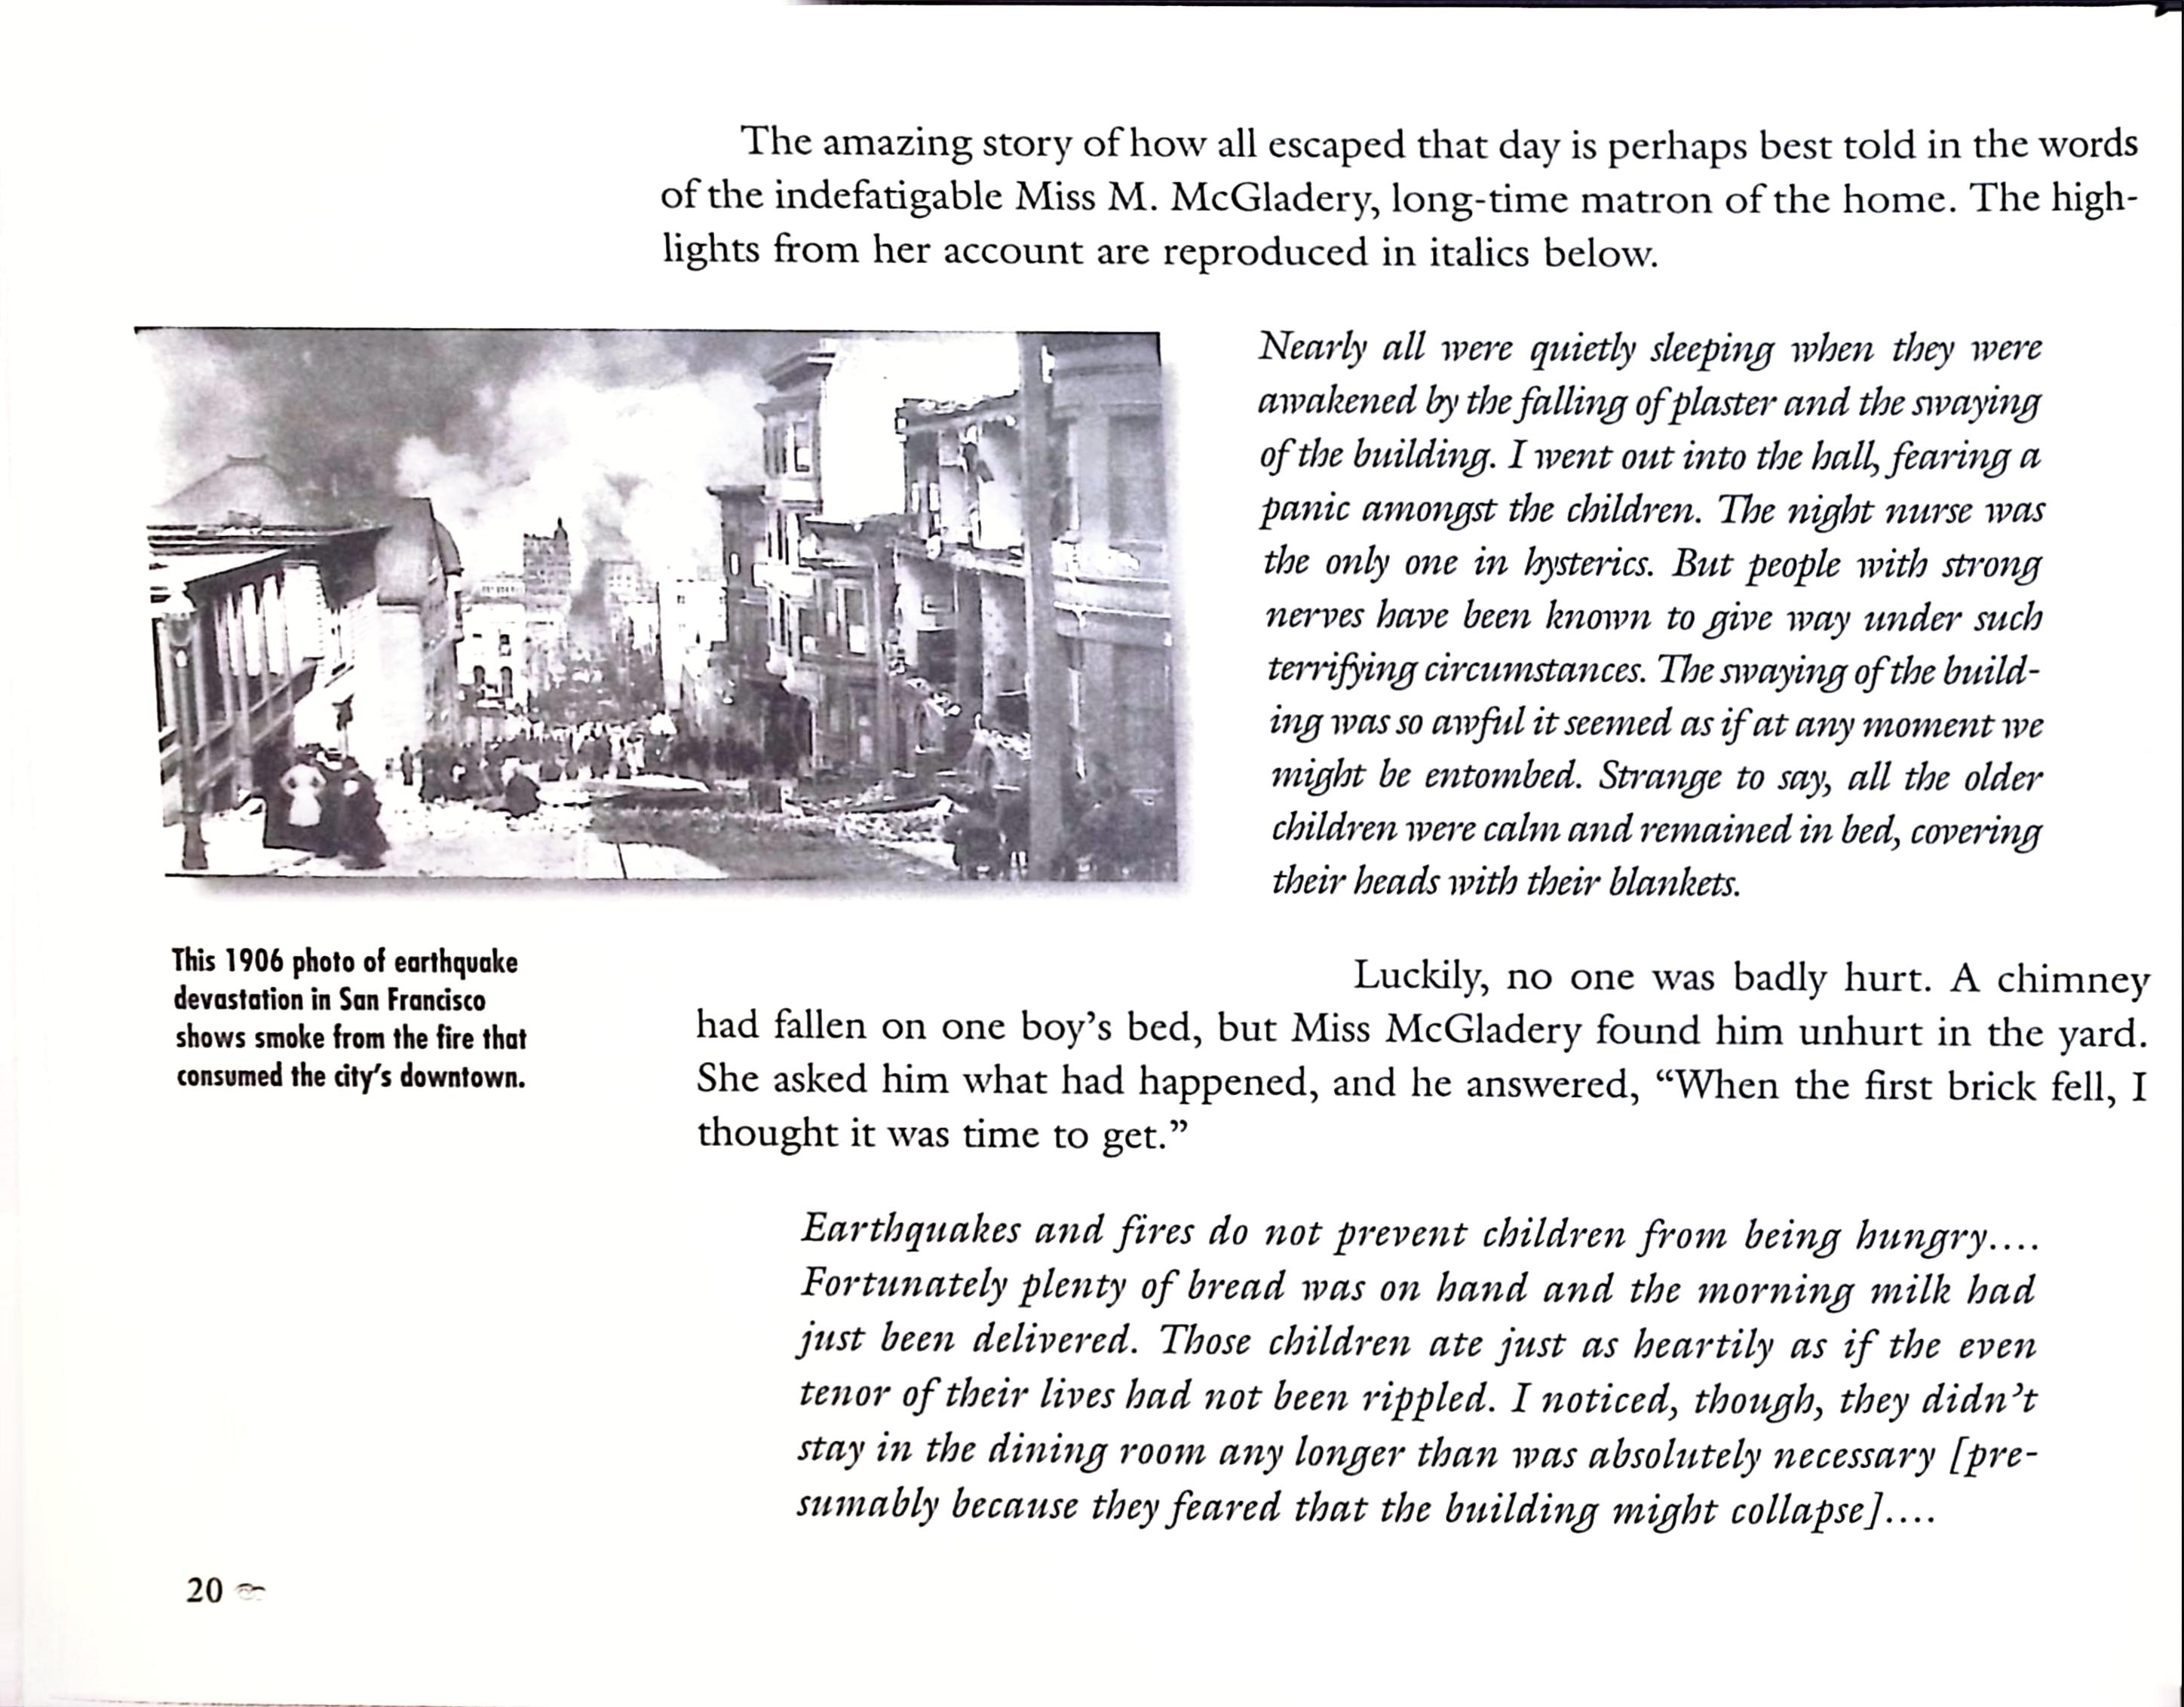 The amazing story of how all escaped that day is perhaps best told in the words
of the indefatigable Miss M. McGladery, long-time matron of the home. The high-
lights from her account are reproduced in italics below.
Nearly all were quietly sleeping when they were
awakened by the falling of plaster and the swaying
of the building. I went out into the hall, fearing a
panic amongst the children. The night nurse was
the only one in hysterics. But people with strong
nerves have been known to give way under such
terrifying circumstances. The swaying of the build-
ing was so awful it seemed as if at any moment we
might be entombed. Strange to say, all the older
children were calm and remained in bed, covering
their heads with their blankets.
This 1906 photo of earthquake
devastation in San Francisco
shows smoke from the fire that
consumed the city's downtown.
Luckily, no one was badly hurt. A chimney
had fallen on one boy's bed, but Miss McGladery found him unhurt in the yard.
She asked him what had happened, and he answered, “When the first brick fell, I
thought it was time to get.”
Earthquakes and fires do not prevent children from being hungry....
Fortunately plenty of bread was on hand and the morning milk had
just been delivered. Those children ate just as heartily as if the even
tenor of their lives had not been rippled. I noticed, though, they didn't
stay in the dining room any longer than was absolutely necessary [pre-
sumably because they feared that the building might collapse]....
20